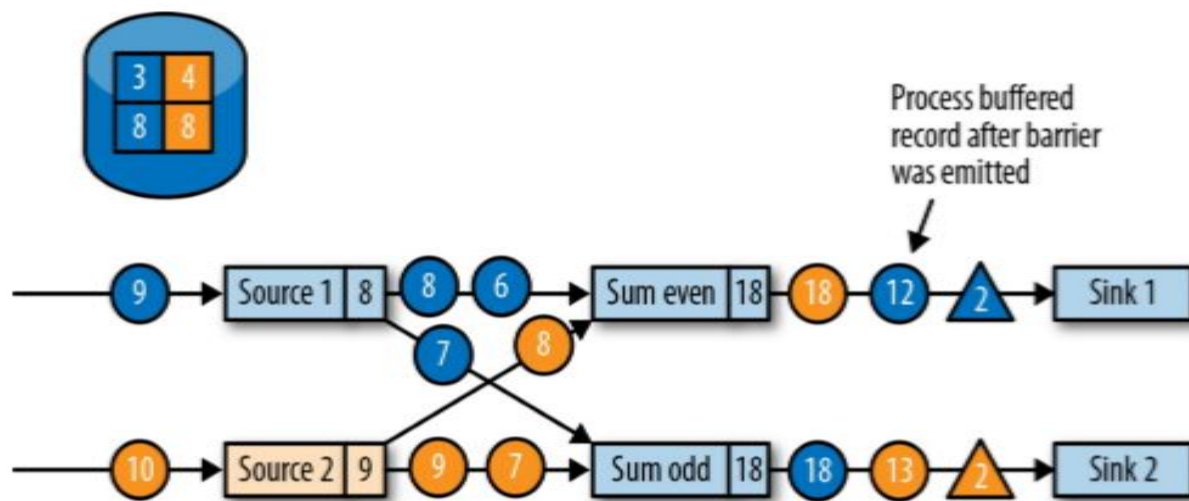 3 4
8 8
Process buffered
record after barrier
was emitted
9 Source 1 8 8 6 Sum even 18 18 12 2 Sink 1
7 8
10 Source 2 9 9 7 Sum odd 18 18 13 2 Sink 2